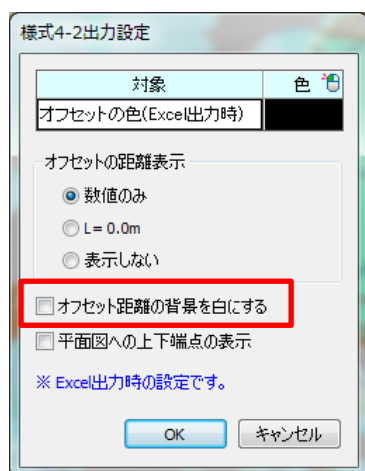 様式4-2出力設定
対象 色
オフセットの色(Excel出力時)
オフセットの距離表示
数値のみ
L= 0.0m
表示しない
オフセット距離の背景を白にする
平面図への上下端点の表示
※ Excel出力時の設定です。
OK キャンセル